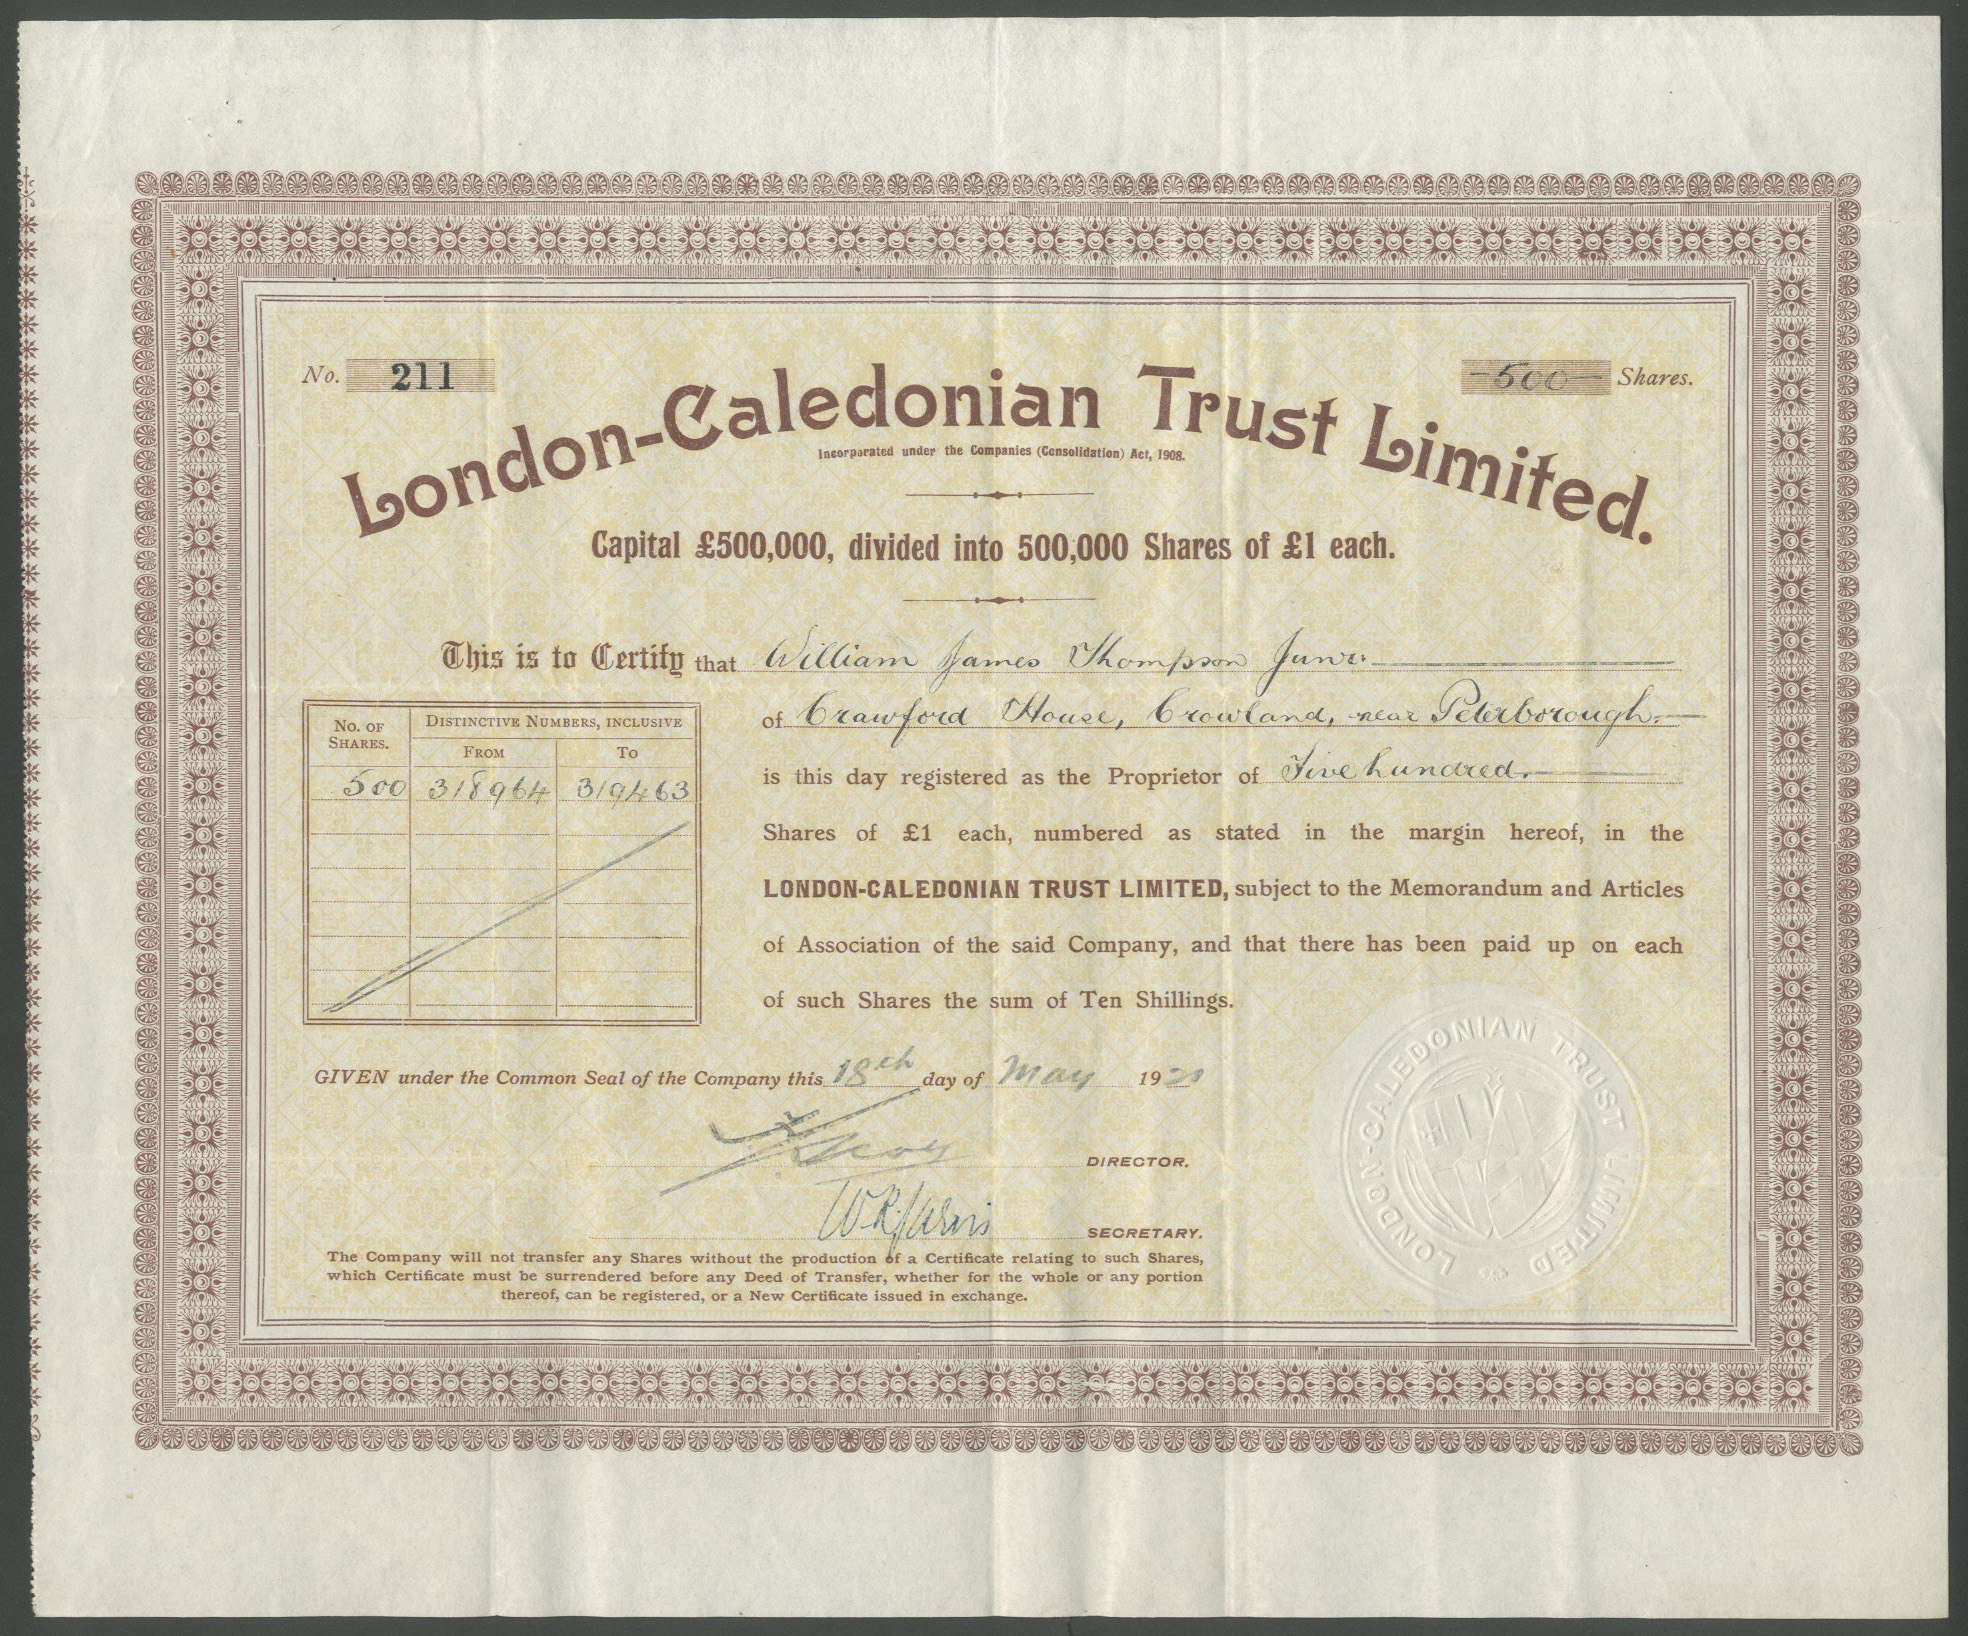 No. 211
-500- Shares.
London-Caledonian Trust Limited.
Incorporated under the Companies (Consolidation) Act, 1908.
Capital £500,000, divided into 500,000 Shares of £1 each.
This is to Certify that William James Thompson Junr.
of Crawford House, Crowland, near Peterborough.
is this day registered as the Proprietor of Five hundred.
Shares of £1 each, numbered as stated in the margin hereof, in the
LONDON-CALEDONIAN TRUST LIMITED, subject to the Memorandum and Articles
of Association of the said Company, and that there has been paid up on each
of such Shares the sum of Ten Shillings.
NO. OF SHARES. DISTINCTIVE NUMBERS, INCLUSIVE
FROM TO
500 318964 319463
GIVEN under the Common Seal of the Company this 18th day of May 19
DIRECTOR.
W.R. Jarvis SECRETARY.
The Company will not transfer any Shares without the production of a Certificate relating to such Shares,
which Certificate must be surrendered before any Deed of Transfer, whether for the whole or any portion
thereof, can be registered, or a New Certificate issued in exchange.
LONDON-CALEDONIAN TRUST LIMITED